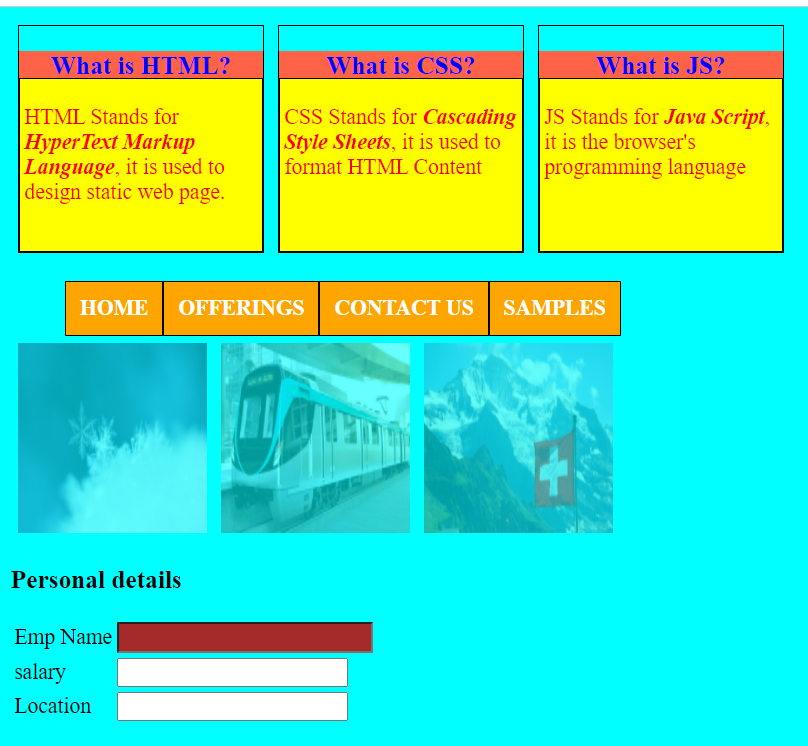 What is HTML?
HTML Stands for
HyperText Markup
Language, it is used to
design static web page.
What is CSS?
CSS Stands for Cascading
Style Sheets, it is used to
format HTML Content
What is JS?
JS Stands for Java Script,
it is the browser's
programming language
HOME OFFERINGS CONTACT US SAMPLES
Personal details
Emp Name
salary
Location